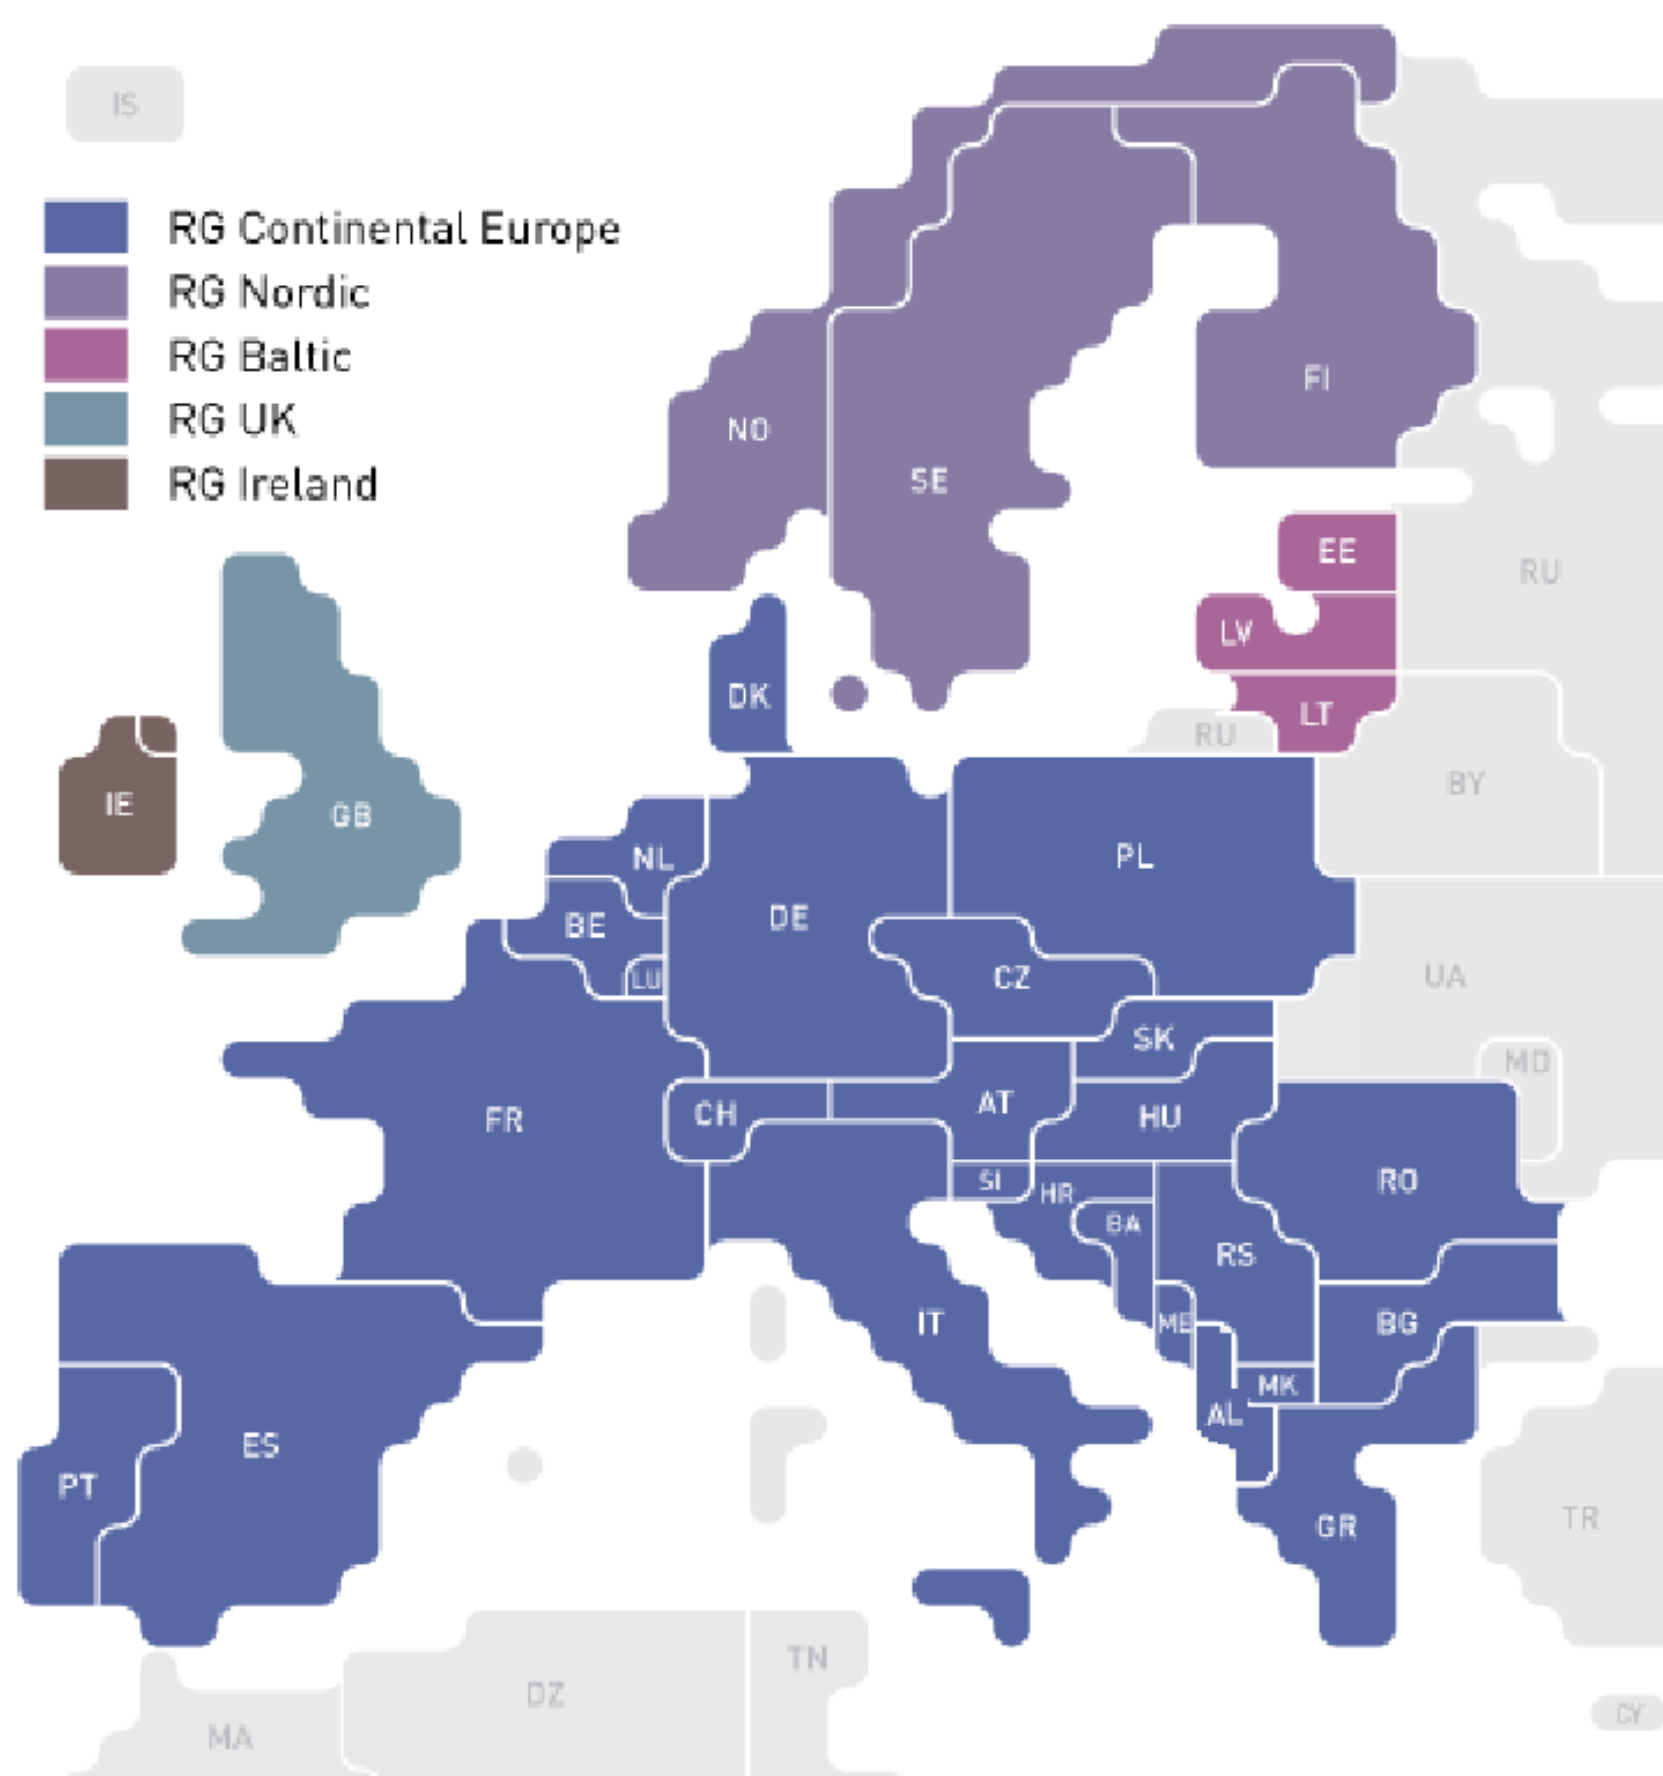 IS
RG Continental Europe
RG Nordic
RG Baltic
RG UK
RG Ireland
FI
NO
SE
EE
RU
LV
DK
LT
RU
BY
IE
GB
NL
PL
DE
BE
LU
CZ
UA
SK
MD
FR
CH
AT
HU
SI
HR
RO
BA
RS
IT
ME
BG
MK
AL
ES
PT
GR
TR
TN
DZ
MA
CY